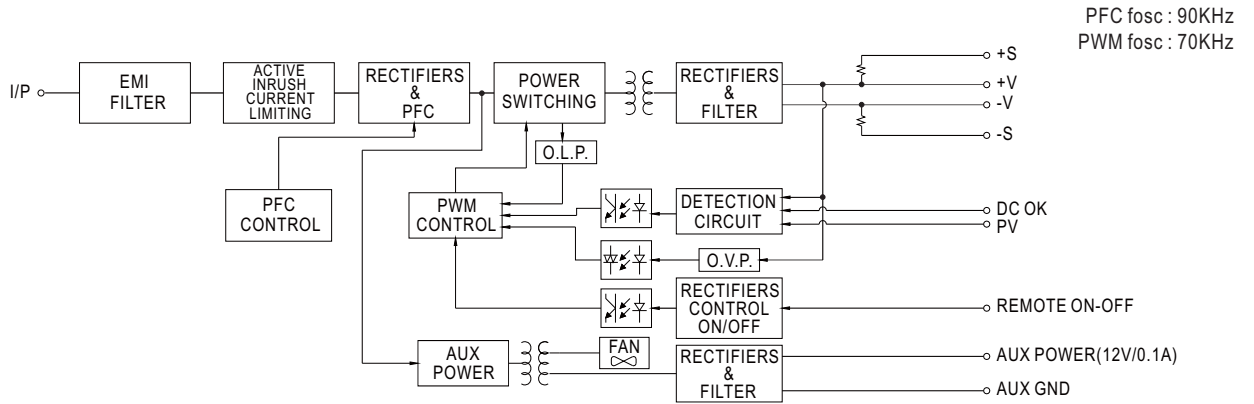 PFC fosc : 90KHz
PWM fosc : 70KHz
I/P
EMI
FILTER
ACTIVE
INRUSH
CURRENT
LIMITING
RECTIFIERS
&
PFC
POWER
SWITCHING
RECTIFIERS
&
FILTER
+S
+V
-V
-S
O.L.P.
PFC
CONTROL
PWM
CONTROL
DETECTION
CIRCUIT
DC OK
PV
O.V.P.
RECTIFIERS
CONTROL
ON/OFF
REMOTE ON-OFF
AUX
POWER
FAN
RECTIFIERS
&
FILTER
AUX POWER(12V/0.1A)
AUX GND